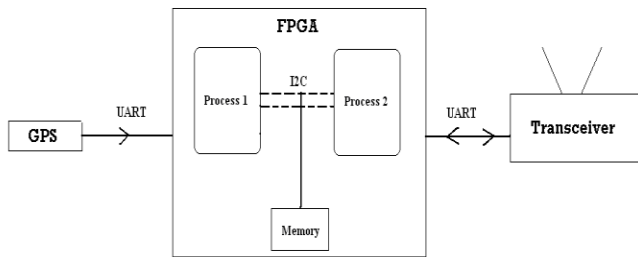 FPGA
I2C
Process 1
Process 2
UART
UART
GPS
Transceiver
Memory